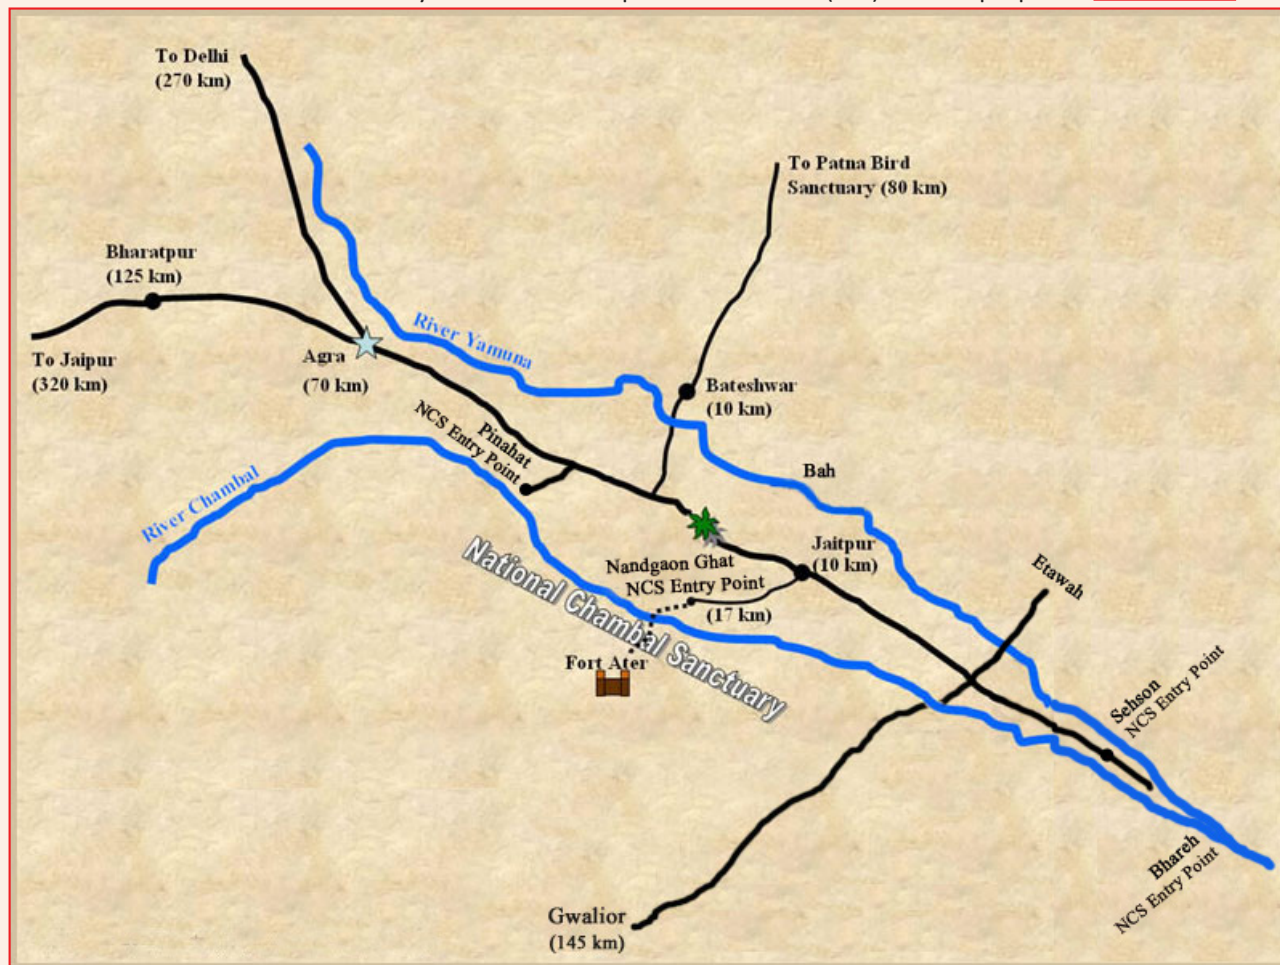 To Delhi
(270 km)
To Patna Bird
Sanctuary (80 km)
Bharatpur
(125 km)
River Yamuna
To Jaipur
(320 km)
Agra
(70 km)
Bateshwar
(10 km)
Pinahat
NCS Entry Point
River Chambal
Bah
Jaitpur
(10 km)
Nandgaon Ghat
NCS Entry Point
(17 km)
Etawah
National Chambal Sanctuary
Fort Ater
Sehson
NCS Entry Point
Bhareh
NCS Entry Point
Gwalior
(145 km)